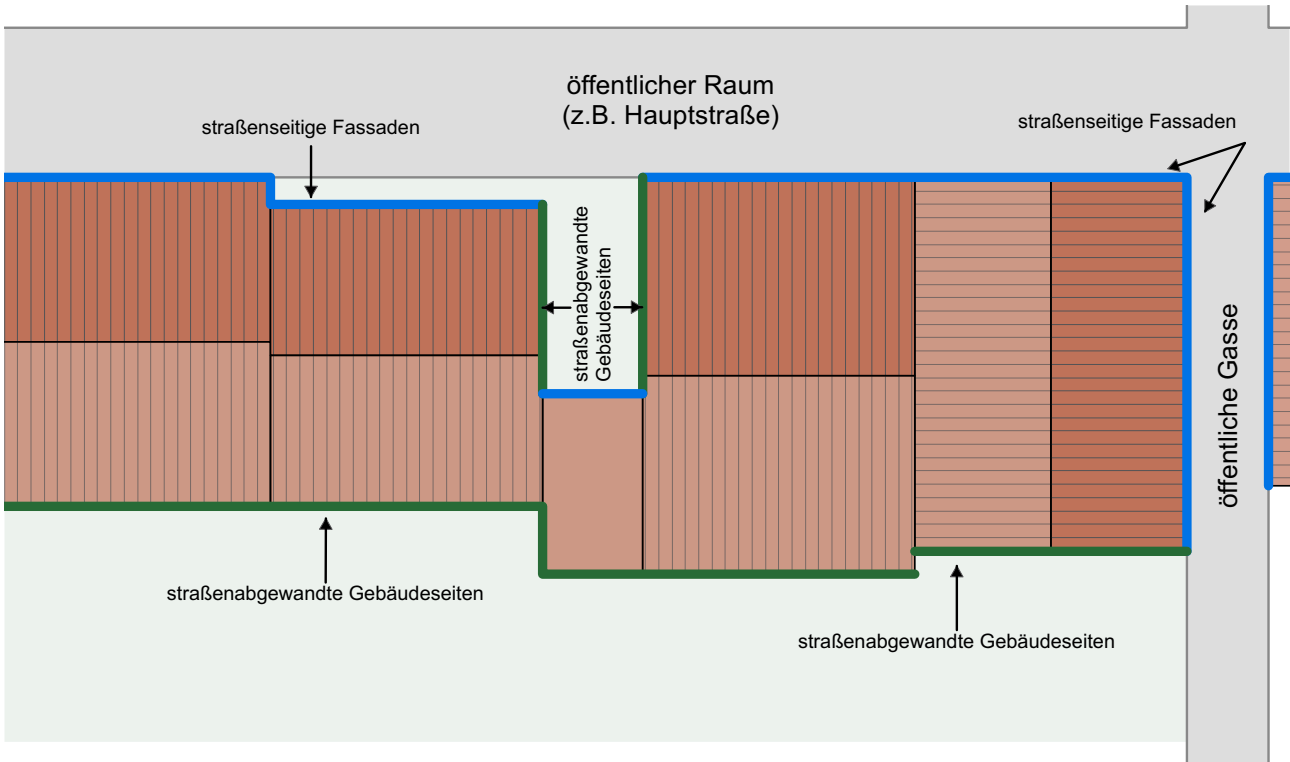 öffentlicher Raum
(z.B. Hauptstraße)
straßenseitige Fassaden
straßenseitige Fassaden
straßenabgewandte
Gebäudeseiten
öffentliche Gasse
straßenabgewandte Gebäudeseiten
straßenabgewandte Gebäudeseiten